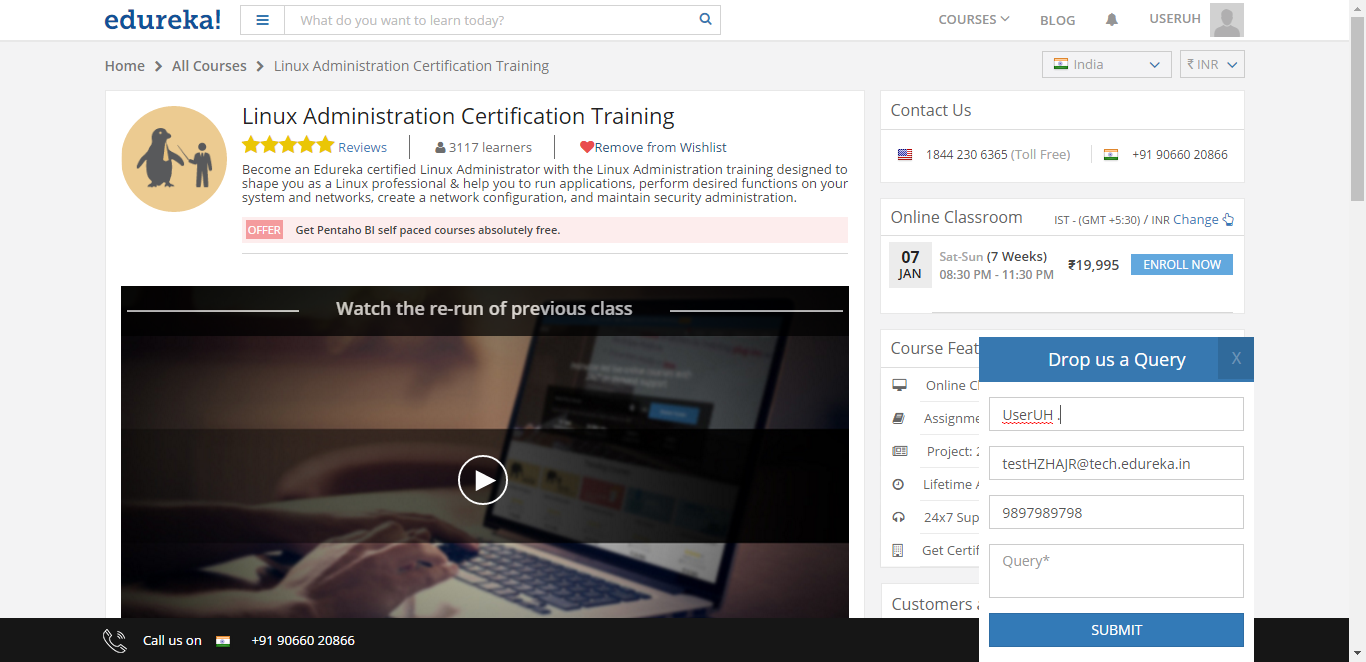 edureka!
What do you want to learn today?
COURSES
BLOG
USERUH
Home > All Courses > Linux Administration Certification Training
India
₹ INR
Linux Administration Certification Training
Reviews
3117 learners
Remove from Wishlist
Become an Edureka certified Linux Administrator with the Linux Administration training designed to
shape you as a Linux professional & help you to run applications, perform desired functions on your
system and networks, create a network configuration, and maintain security administration.
OFFER Get Pentaho BI self paced courses absolutely free.
Watch the re-run of previous class
Contact Us
1844 230 6365 (Toll Free)
+91 90660 20866
Online Classroom
IST - (GMT +5:30) / INR Change
07
JAN
Sat-Sun (7 Weeks)
08:30 PM - 11:30 PM
₹19,995
ENROLL NOW
Course Feat
Online Cl
Assignme
Project: 2
Lifetime A
24x7 Sup
Get Certif
Customers a
Drop us a Query
X
UserUH .
testHZHAJR@tech.edureka.in
9897989798
Query*
SUBMIT
Call us on
+91 90660 20866